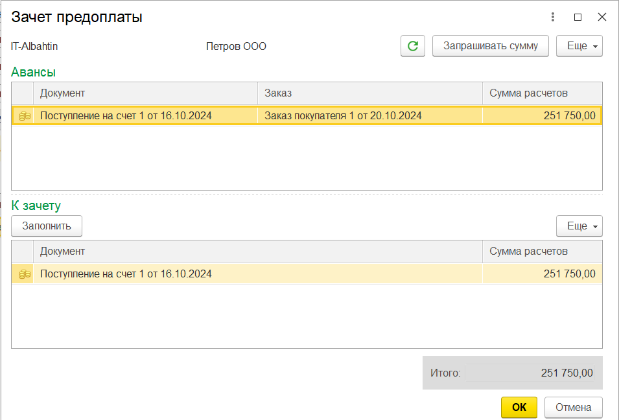 Зачет предоплаты
IT-Albahtin Петров ООО Запрашивать сумму Еще
Авансы
Документ Заказ Сумма расчетов
Поступление на счет 1 от 16.10.2024 Заказ покупателя 1 от 20.10.2024 251 750,00
К зачету
Заполнить Еще
Документ Сумма расчетов
Поступление на счет 1 от 16.10.2024 251 750,00
Итого: 251 750,00
ОК Отмена